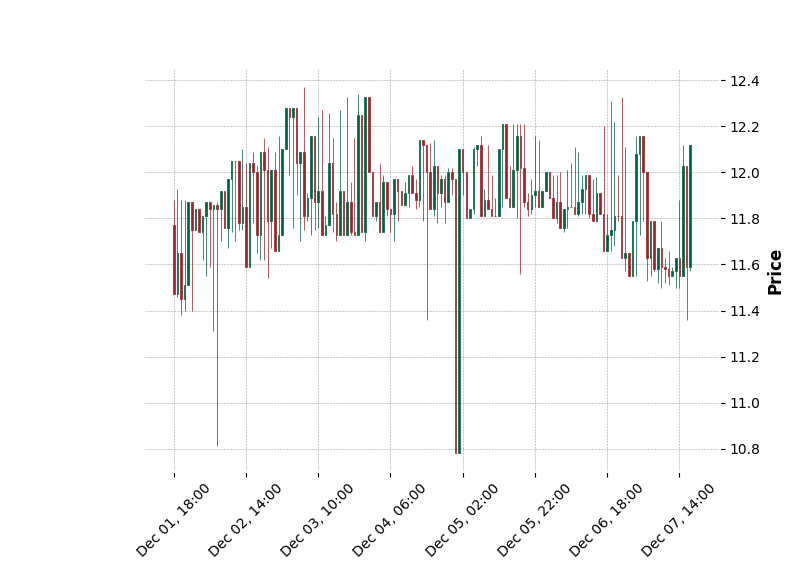 12.4
12.2
12.0
11.8
11.6
11.4
11.2
11.0
10.8
Price
Dec 01, 18:00
Dec 02, 14:00
Dec 03, 10:00
Dec 04, 06:00
Dec 05, 02:00
Dec 05, 22:00
Dec 06, 18:00
Dec 07, 14:00